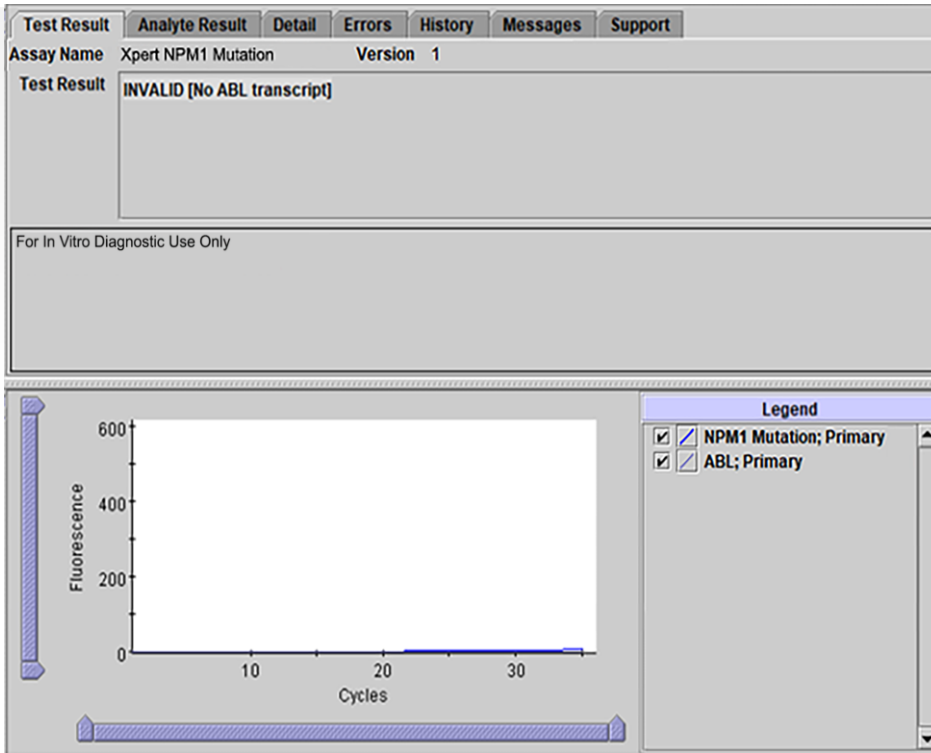 Test Result Analyte Result Detail Errors History Messages Support
Assay Name Xpert NPM1 Mutation Version 1
Test Result INVALID [No ABL transcript]
For In Vitro Diagnostic Use Only
Legend
NPM1 Mutation; Primary
ABL; Primary
600
400
200
0
Fluorescence
10 20 30
Cycles